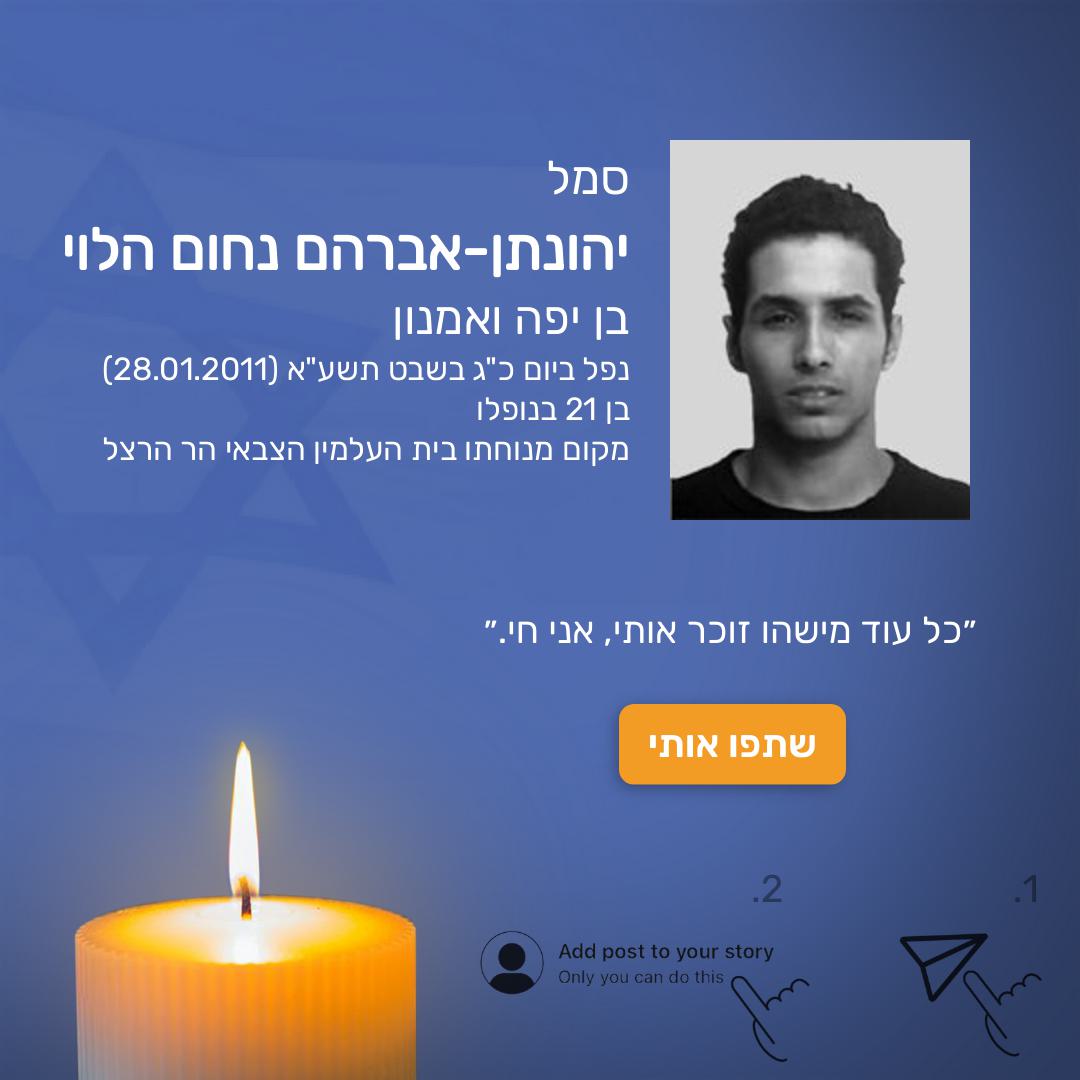 סמל
יהונתן-אברהם נחום הלוי
בן יפה ואמנון
נפל ביום כ"ג בשבט תשע"א (28.01.2011)
בן 21 בנופלו
מקום מנוחתו בית העלמין הצבאי הר הרצל
״כל עוד מישהו זוכר אותי, אני חי.״
שתפו אותי
1.
2.
Add post to your story
Only you can do this